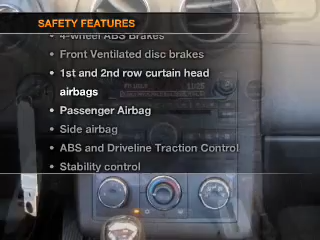 SAFETY FEATURES
• 4-wheel ABS Brakes
• Front Ventilated disc brakes
• 1st and 2nd row curtain head
airbags
• Passenger Airbag
• Side airbag
• ABS and Driveline Traction Control
• Stability control